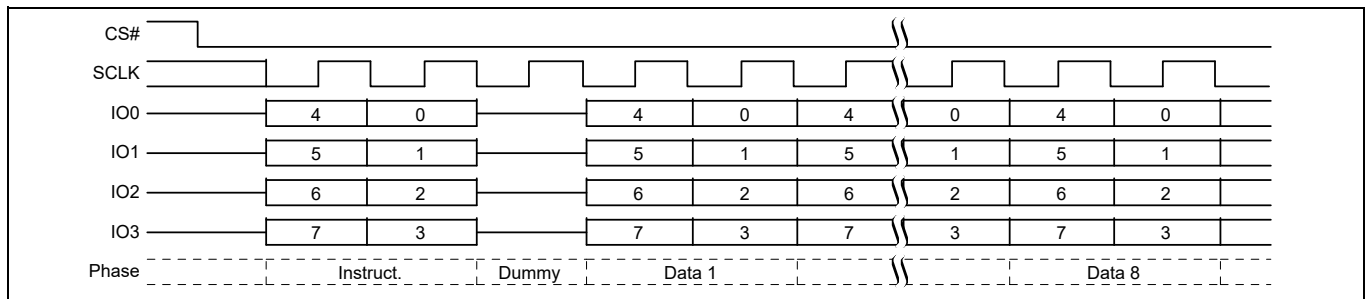 CS#
SCLK
IO0 4 0 4 0 4 0 4 0
IO1 5 1 5 1 5 1 5 1
IO2 6 2 6 2 6 2 6 2
IO3 7 3 7 3 7 3 7 3
Phase Instruct. Dummy Data 1 Data 8